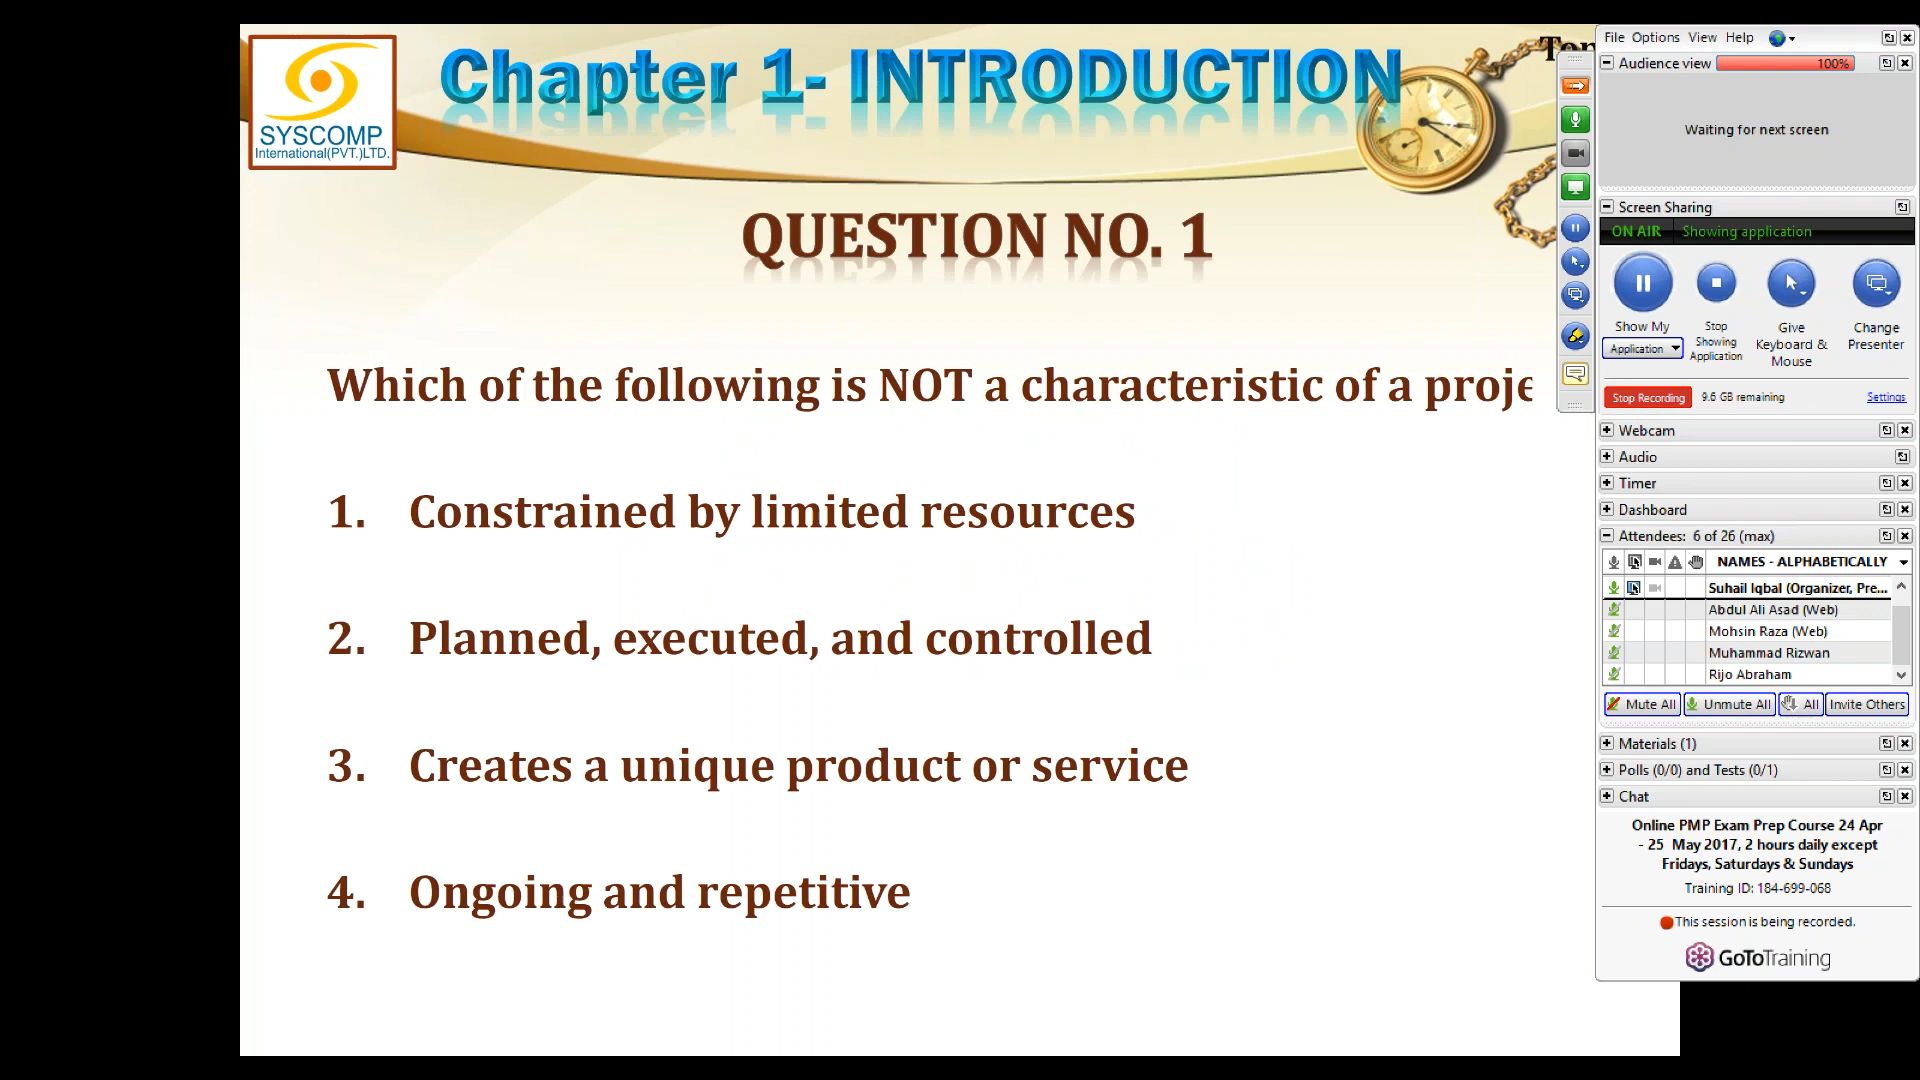 SYSCOMP
International(PVT.)LTD.
Chapter 1- INTRODUCTION
QUESTION NO. 1
Which of the following is NOT a characteristic of a proje
1. Constrained by limited resources
2. Planned, executed, and controlled
3. Creates a unique product or service
4. Ongoing and repetitive
File Options View Help
Audience view 100%
Waiting for next screen
Screen Sharing
ON AIR Showing application
Show My
Application
Stop
Showing
Application
Give
Keyboard &
Mouse
Change
Presenter
Stop Recording 9.6 GB remaining Settings
Webcam
Audio
Timer
Dashboard
Attendees: 6 of 26 (max)
NAMES - ALPHABETICALLY
Suhail Iqbal (Organizer, Pre...
Abdul Ali Asad (Web)
Mohsin Raza (Web)
Muhammad Rizwan
Rijo Abraham
Mute All Unmute All All Invite Others
Materials (1)
Polls (0/0) and Tests (0/1)
Chat
Online PMP Exam Prep Course 24 Apr
- 25 May 2017, 2 hours daily except
Fridays, Saturdays & Sundays
Training ID: 184-699-068
This session is being recorded.
GoToTraining